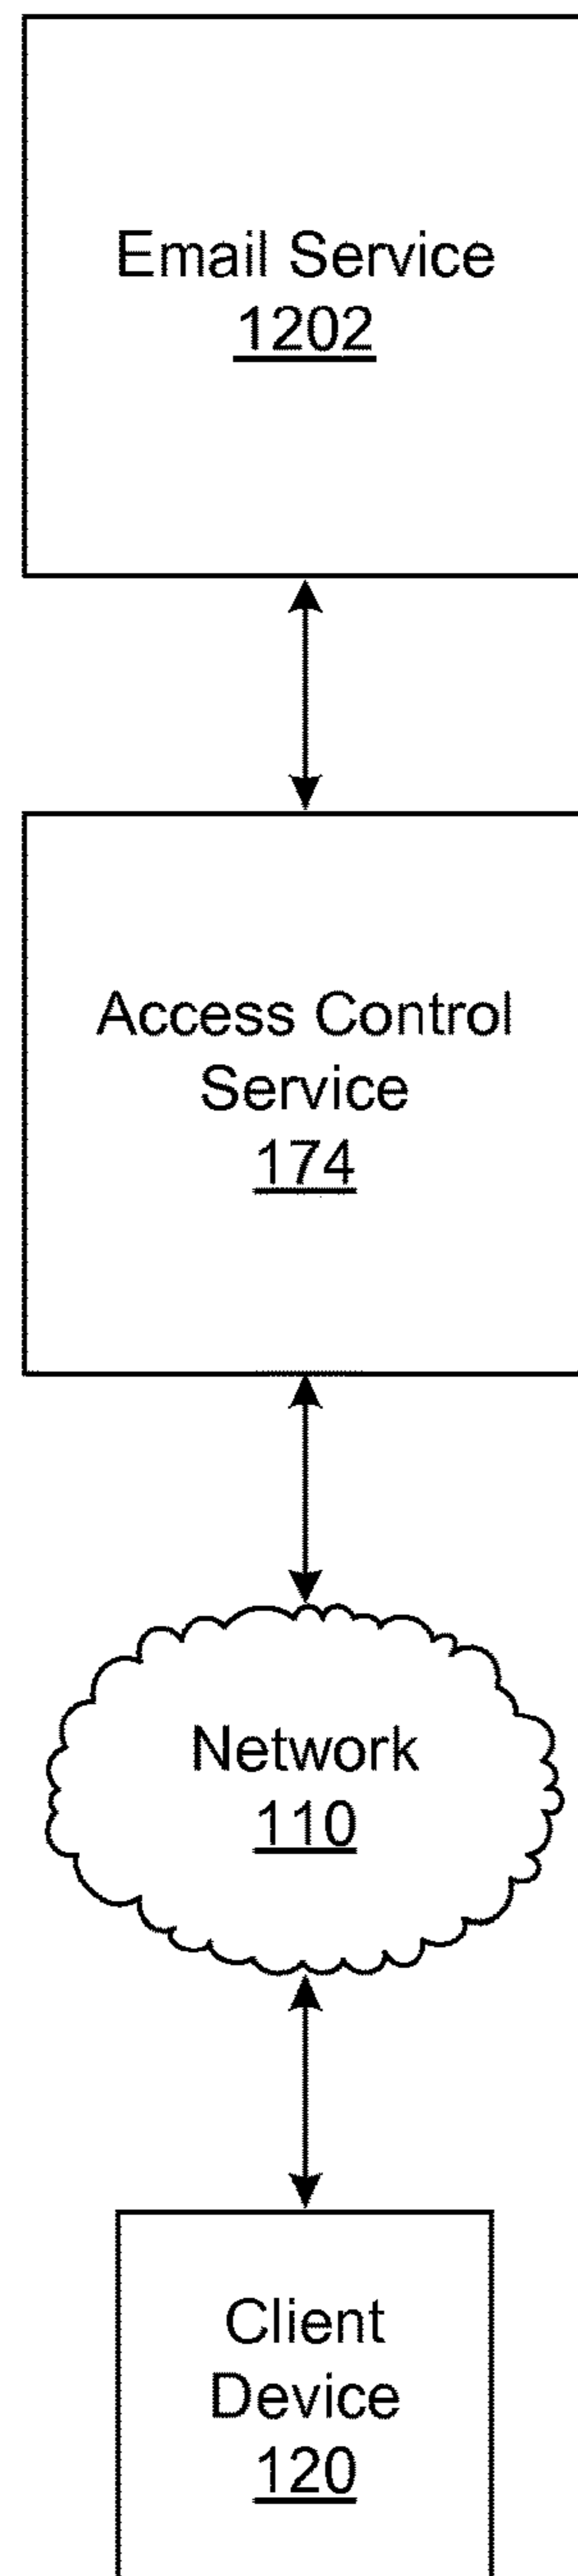 Email Service
1202
Access Control
Service
174
Network
110
Client
Device
120